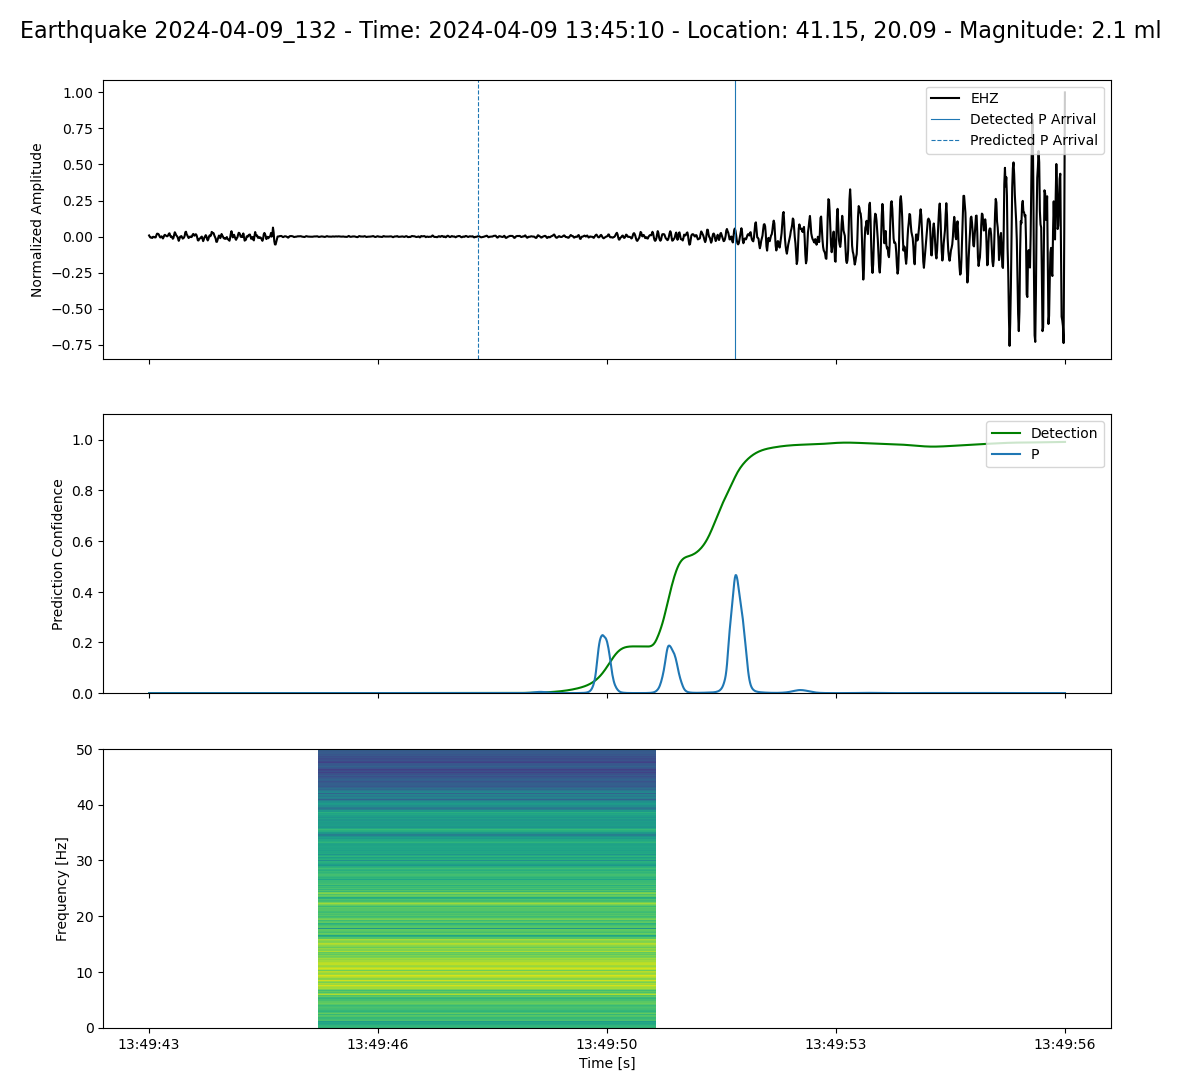 Earthquake 2024-04-09_132 - Time: 2024-04-09 13:45:10 - Location: 41.15, 20.09 - Magnitude: 2.1 ml
Normalized Amplitude
1.00
0.75
0.50
0.25
0.00
−0.25
−0.50
−0.75
EHZ
Detected P Arrival
Predicted P Arrival
Prediction Confidence
1.0
0.8
0.6
0.4
0.2
0.0
Detection
P
Frequency [Hz]
50
40
30
20
10
0
13:49:43 13:49:46 13:49:50 13:49:53 13:49:56
Time [s]